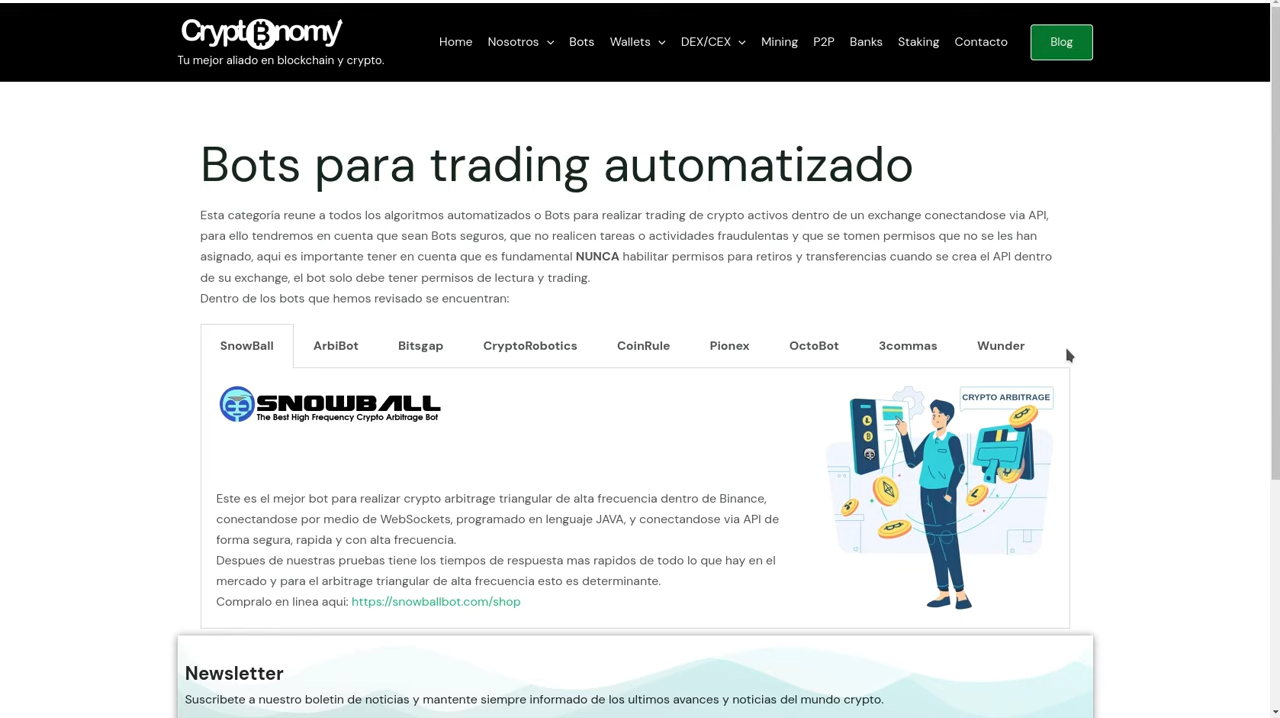 Cryptonomy
Tu mejor aliado en blockchain y crypto.
Home Nosotros Bots Wallets DEX/CEX Mining P2P Banks Staking Contacto Blog
Bots para trading automatizado
Esta categoría reune a todos los algoritmos automatizados o Bots para realizar trading de crypto activos dentro de un exchange conectandose via API,
para ello tendremos en cuenta que sean Bots seguros, que no realicen tareas o actividades fraudulentas y que se tomen permisos que no se les han
asignado, aqui es importante tener en cuenta que es fundamental NUNCA habilitar permisos para retiros y transferencias cuando se crea el API dentro
de su exchange, el bot solo debe tener permisos de lectura y trading.
Dentro de los bots que hemos revisado se encuentran:
SnowBall ArbiBot Bitsgap CryptoRobotics CoinRule Pionex OctoBot 3commas Wunder
SNOWBALL
The Best High Frequency Crypto Arbitrage Bot
CRYPTO ARBITRAGE
Este es el mejor bot para realizar crypto arbitrage triangular de alta frecuencia dentro de Binance,
conectandose por medio de WebSockets, programado en lenguaje JAVA, y conectandose via API de
forma segura, rapida y con alta frecuencia.
Despues de nuestras pruebas tiene los tiempos de respuesta mas rapidos de todo lo que hay en el
mercado y para el arbitrage triangular de alta frecuencia esto es determinante.
Compralo en linea aqui: https://snowballbot.com/shop
Newsletter
Suscribete a nuestro boletin de noticias y mantente siempre informado de los ultimos avances y noticias del mundo crypto.